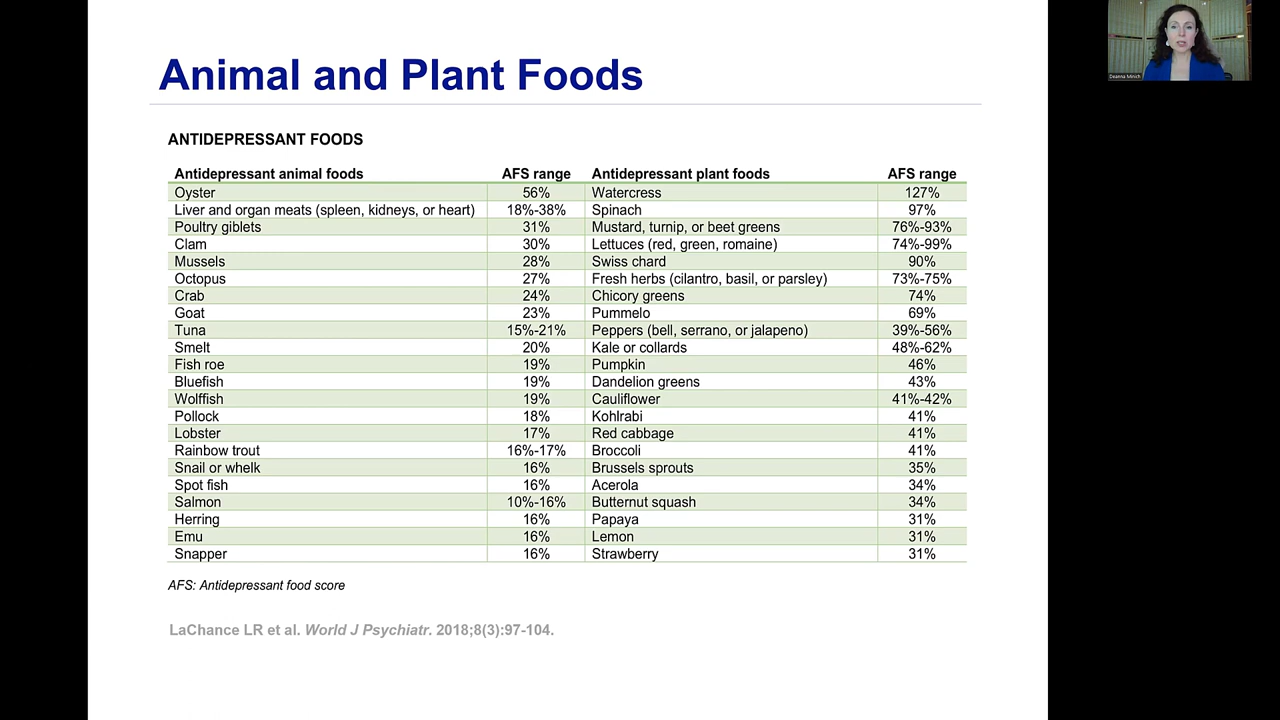 Animal and Plant Foods
Deanna Minich
ANTIDEPRESSANT FOODS
Antidepressant animal foods AFS range Antidepressant plant foods AFS range
Oyster 56% Watercress 127%
Liver and organ meats (spleen, kidneys, or heart) 18%-38% Spinach 97%
Poultry giblets 31% Mustard, turnip, or beet greens 76%-93%
Clam 30% Lettuces (red, green, romaine) 74%-99%
Mussels 28% Swiss chard 90%
Octopus 27% Fresh herbs (cilantro, basil, or parsley) 73%-75%
Crab 24% Chicory greens 74%
Goat 23% Pummelo 69%
Tuna 15%-21% Peppers (bell, serrano, or jalapeno) 39%-56%
Smelt 20% Kale or collards 48%-62%
Fish roe 19% Pumpkin 46%
Bluefish 19% Dandelion greens 43%
Wolffish 19% Cauliflower 41%-42%
Pollock 18% Kohlrabi 41%
Lobster 17% Red cabbage 41%
Rainbow trout 16%-17% Broccoli 41%
Snail or whelk 16% Brussels sprouts 35%
Spot fish 16% Acerola 34%
Salmon 10%-16% Butternut squash 34%
Herring 16% Papaya 31%
Emu 16% Lemon 31%
Snapper 16% Strawberry 31%
AFS: Antidepressant food score
LaChance LR et al. World J Psychiatr. 2018;8(3):97-104.